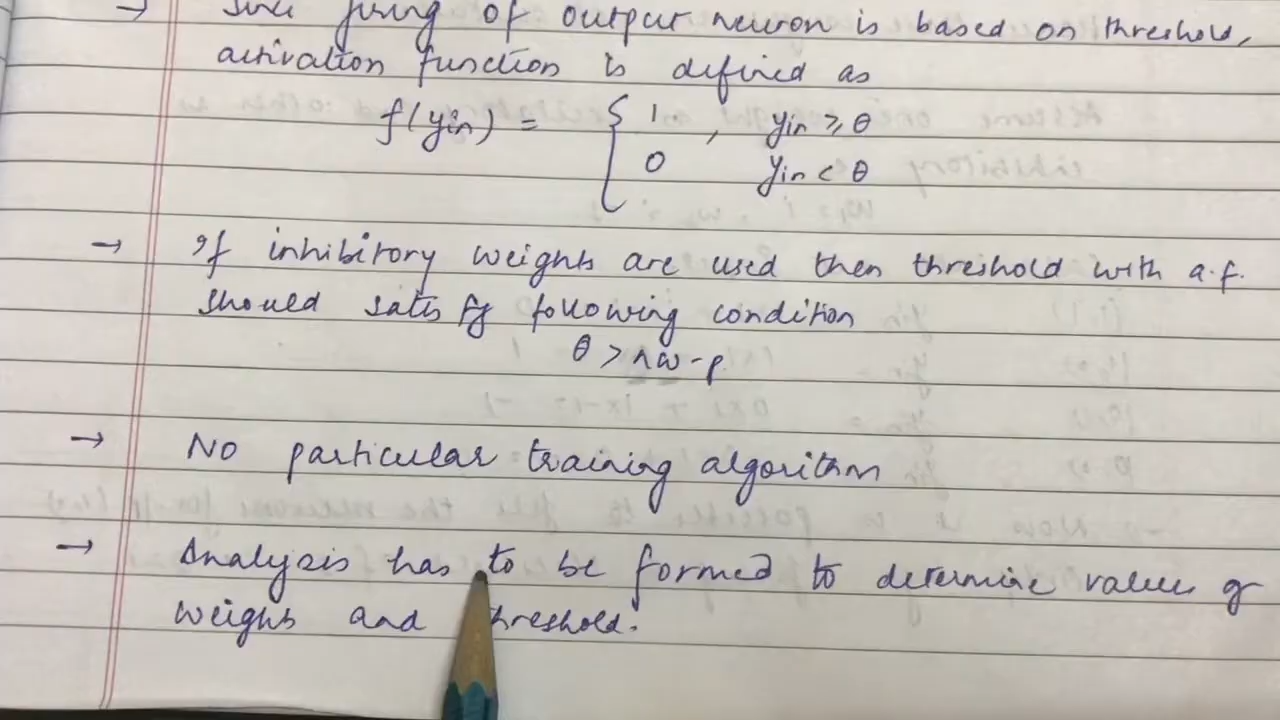 → Since firing of output neuron is based on threshold,
activation function is defined as
f(yin) = { 1 , yin ≥ θ
0 yin < θ
→ If inhibitory weights are used then threshold with a.f.
should satisfy following condition
θ > nw - p
→ No particular training algorithm
→ Analysis has to be formed to determine values of
weighs and threshold.